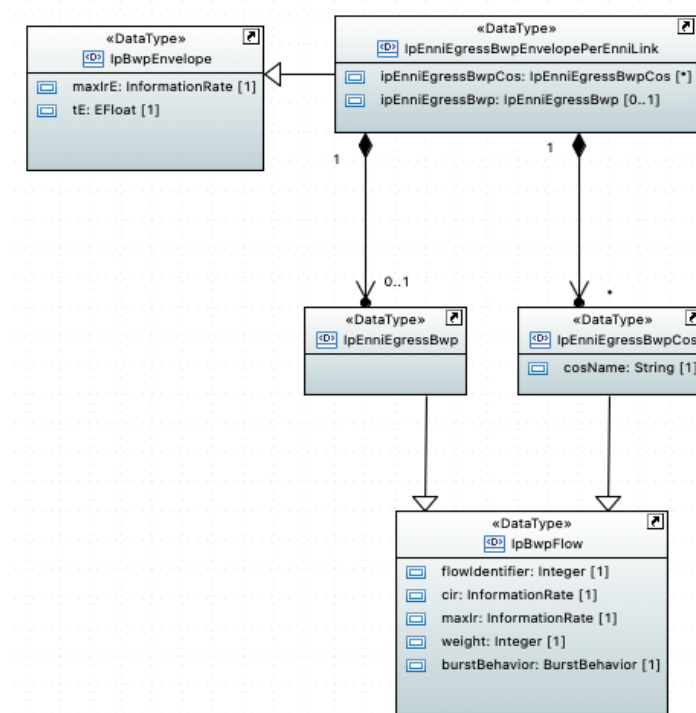 «DataType»
IpBwpEnvelope
maxIrE: InformationRate [1]
tE: EFloat [1]
«DataType»
IpEnniEgressBwpEnvelopePerEnniLink
ipEnniEgressBwpCos: IpEnniEgressBwpCos [*]
ipEnniEgressBwp: IpEnniEgressBwp [0..1]
1
1
0..1
*
«DataType»
IpEnniEgressBwp
«DataType»
IpEnniEgressBwpCos
cosName: String [1]
«DataType»
IpBwpFlow
flowIdentifier: Integer [1]
cir: InformationRate [1]
maxIr: InformationRate [1]
weight: Integer [1]
burstBehavior: BurstBehavior [1]